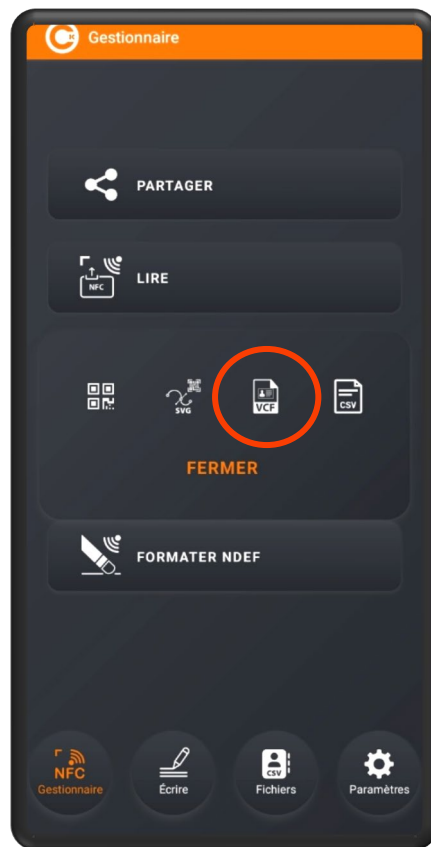 Gestionnaire
PARTAGER
NFC
LIRE
SVG
VCF
CSV
FERMER
FORMATER NDEF
NFC
Gestionnaire
Écrire
CSV
Fichiers
Paramètres